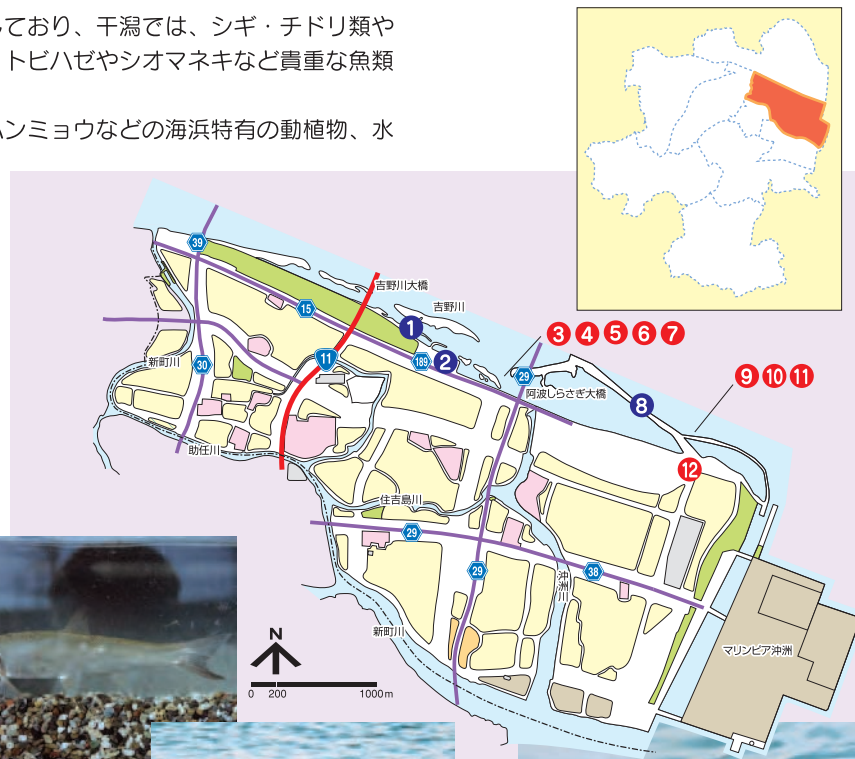 ており、干潟では、シギ・チドリ類や
トビハゼやシオマネキなど貴重な魚類
ハンミョウなどの海浜特有の動植物、水
39
吉野川大橋
吉野川
15
1
3 4 5 6 7
新町川
30
11
189
2
29
阿波しらさぎ大橋
9 10 11
8
助任川
12
住吉島川
29
29
38
沖洲川
新町川
マリンピア沖洲
N
0 200 1000m